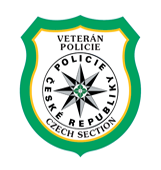 VETERÁN
POLICIE
POLICIE
ČESKÉ REPUBLIKY
CZECH SECTION